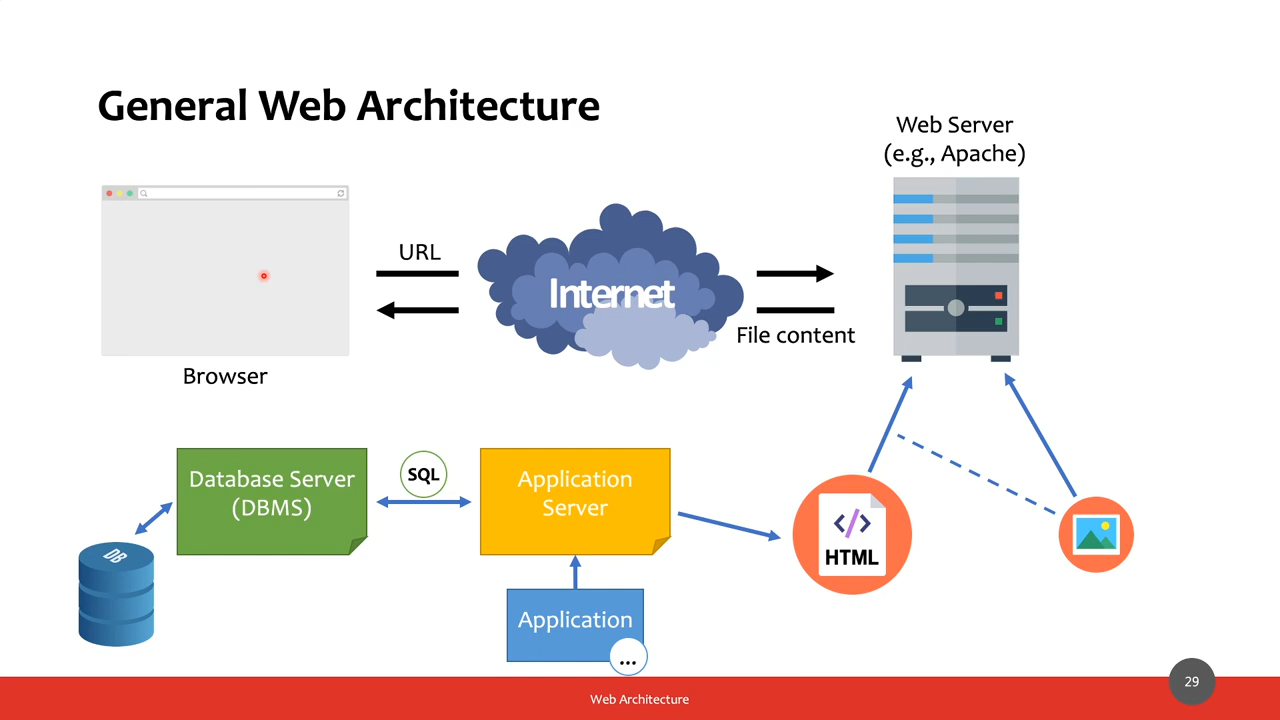 General Web Architecture
Web Server
(e.g., Apache)
URL
Internet
File content
Browser
Database Server
(DBMS)
SQL
Application
Server
DB
</>
HTML
Application
...
Web Architecture
29